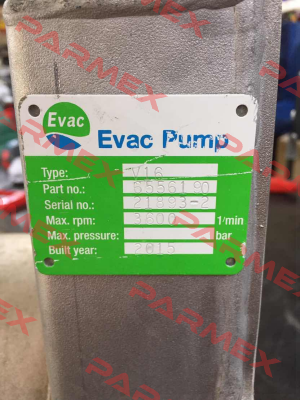 PARMEX
Evac
Evac Pump
Type: V16
Part no.: 6556190
Serial no.: 21893-2
Max. rpm: 3600 1/min
Max. pressure: bar
Built year: 2015
PARMEX
PARMEX
PARMEX